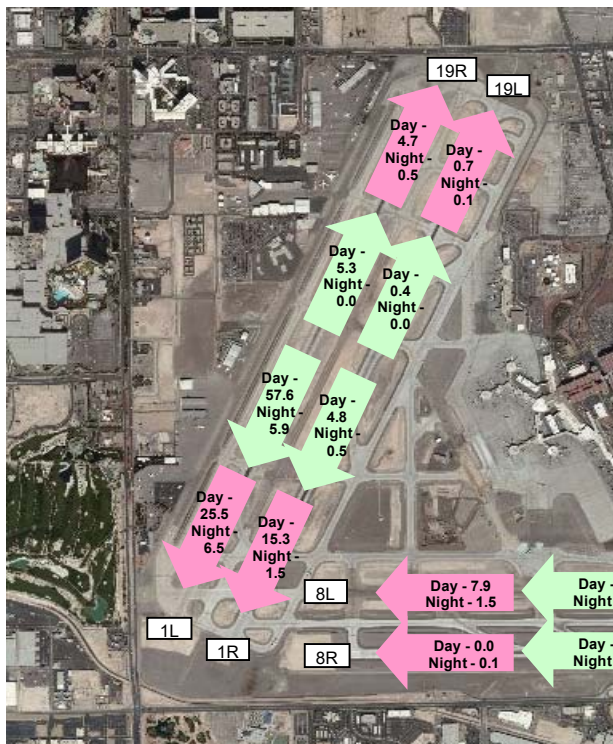 19R
19L
Day -
4.7
Night -
0.5
Day -
0.7
Night -
0.1
Day -
5.3
Night -
0.0
Day -
0.4
Night -
0.0
Day -
57.6
Night -
5.9
Day -
4.8
Night -
0.5
Day -
25.5
Night -
6.5
Day -
15.3
Night -
1.5
8L
Day - 7.9
Night - 1.5
Day -
Night
1L
1R
8R
Day - 0.0
Night - 0.1
Day -
Night